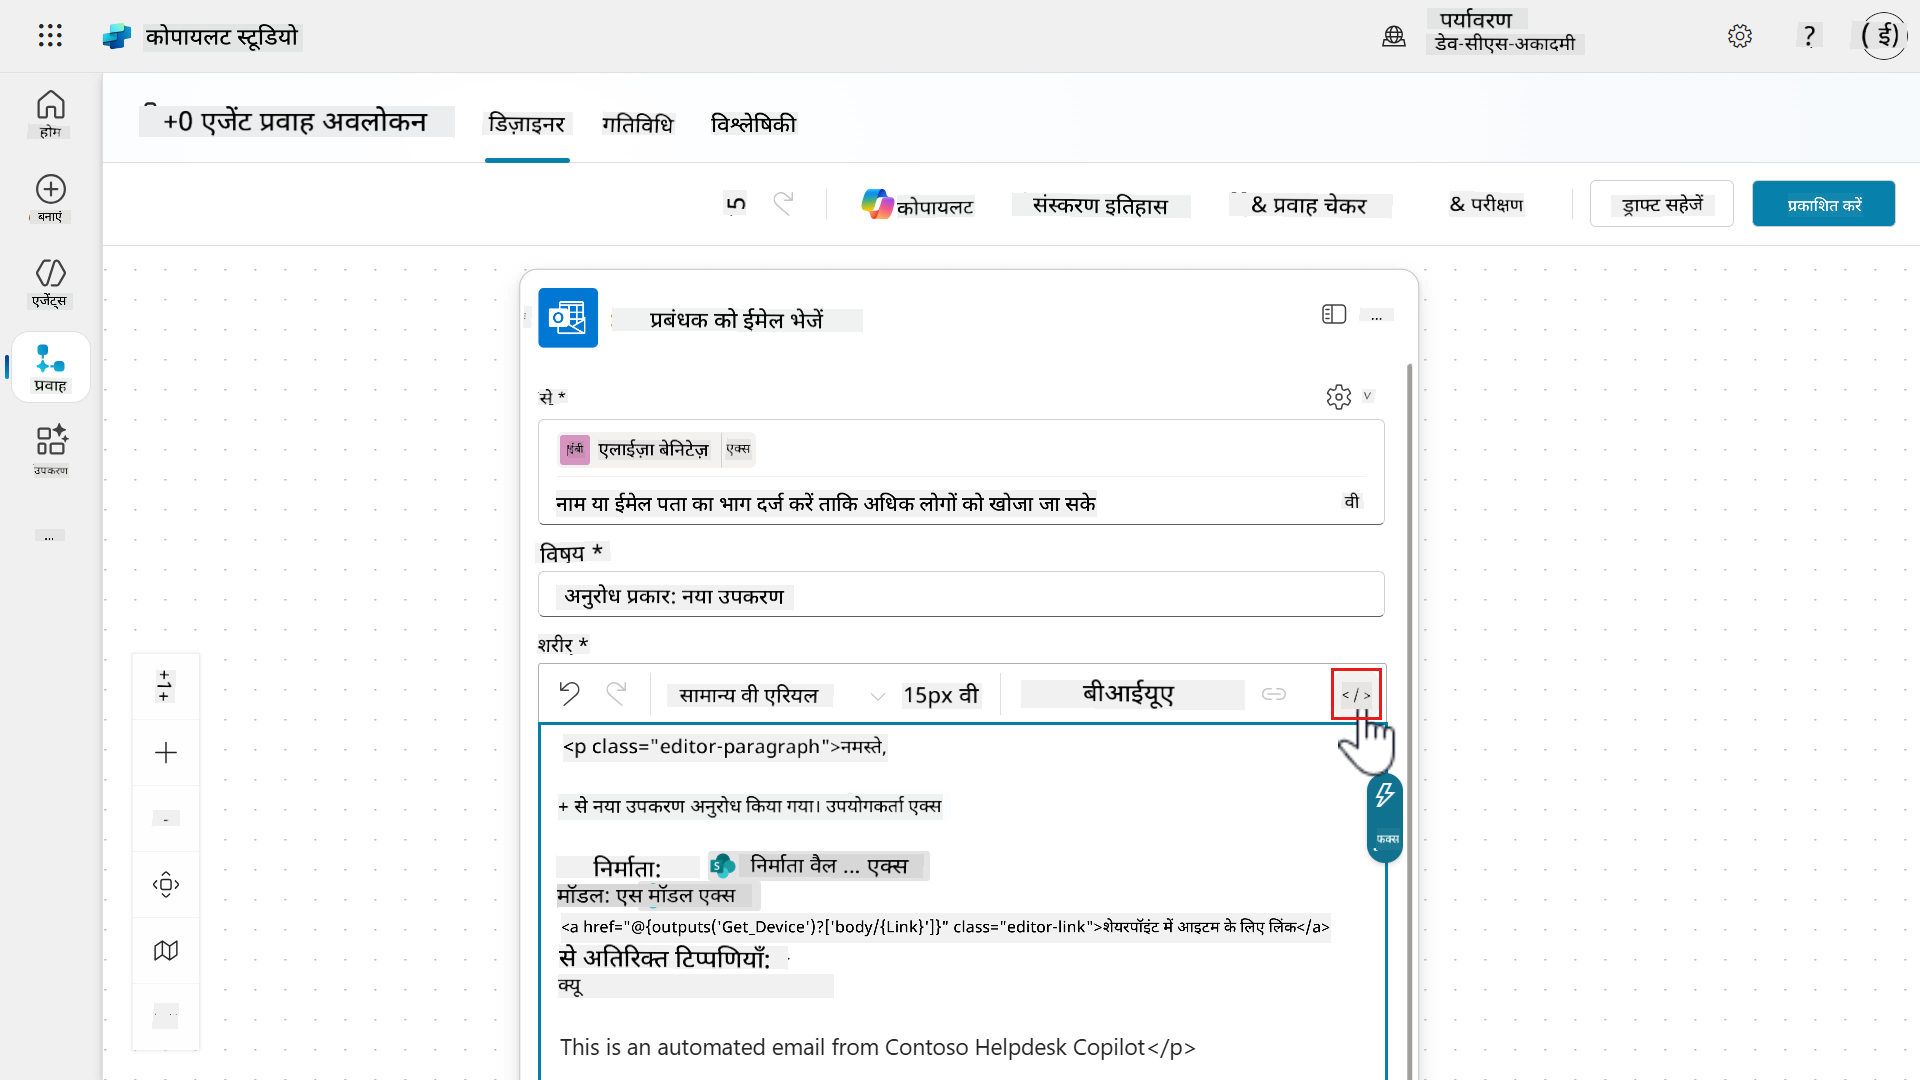 कोपायलट स्टूडियो
पर्यावरण
डेव-सीएस-अकादमी
?
( ई)
होम
बनाएं
एजेंट्स
प्रवाह
उपकरण
...
+0 एजेंट प्रवाह अवलोकन
डिज़ाइनर
गतिविधि
विश्लेषिकी
5
कोपायलट
संस्करण इतिहास
& प्रवाह चेकर
& परीक्षण
ड्राफ्ट सहेजें
प्रकाशित करें
प्रबंधक को ईमेल भेजें
...
से *
ईबी
एलाईज़ा बेनिटेज़
एक्स
नाम या ईमेल पता का भाग दर्ज करें ताकि अधिक लोगों को खोजा जा सके
वी
विषय *
अनुरोध प्रकार: नया उपकरण
शरीर *
सामान्य वी एरियल
15px वी
बीआईयूए
</>
<p class="editor-paragraph">नमस्ते,
+ से नया उपकरण अनुरोध किया गया। उपयोगकर्ता एक्स
फक्स
निर्माता:
निर्माता वैल ... एक्स
मॉडल: एस मॉडल एक्स
<a href="@{outputs('Get_Device')?['body/{Link}']}" class="editor-link">शेयरपॉइंट में आइटम के लिए लिंक</a>
से अतिरिक्त टिप्पणियाँ:
क्यू
This is an automated email from Contoso Helpdesk Copilot</p>